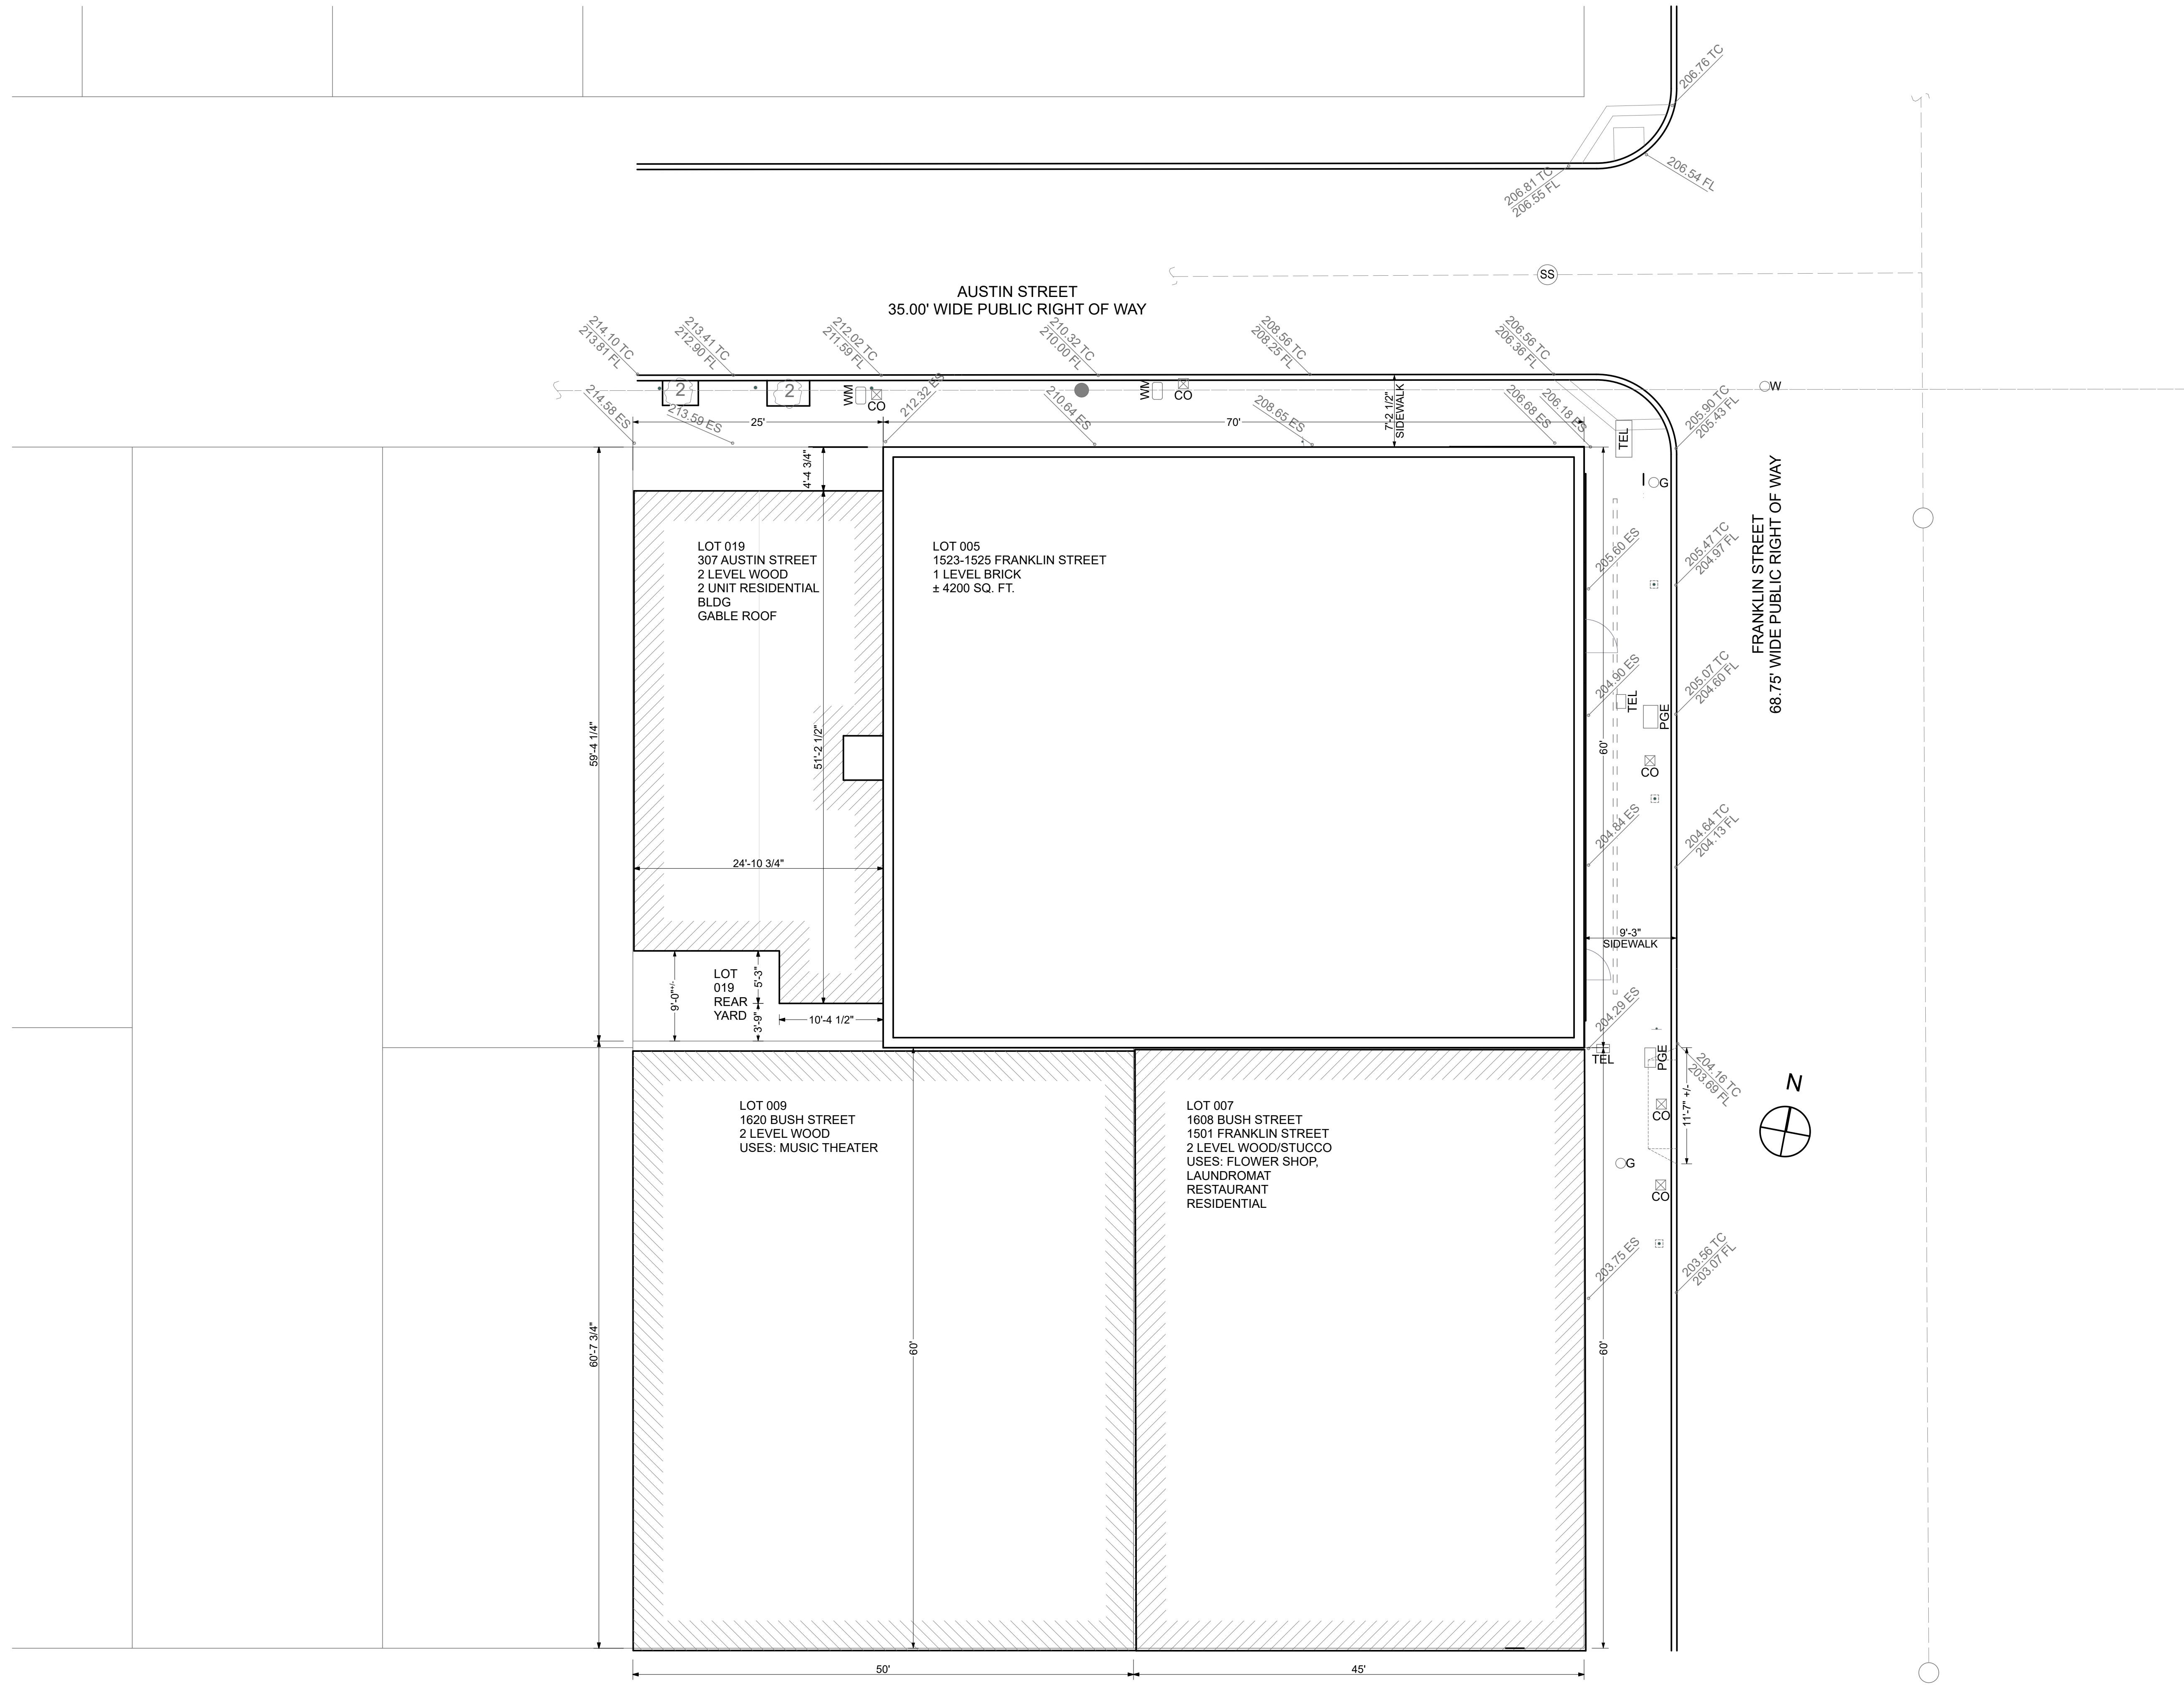 206.76 TC
206.54 FL
206.81 TC
206.55 FL
SS
AUSTIN STREET
35.00' WIDE PUBLIC RIGHT OF WAY
214.10 TC
213.81 FL
213.41 TC
212.90 FL
212.02 TC
211.59 FL
210.32 TC
210.00 FL
208.56 TC
208.25 FL
206.56 TC
206.36 FL
2
2
WM
CO
WM
CO
W
214.58 ES
213.59 ES
212.32 ES
210.64 ES
208.65 ES
206.68 ES
206.18 ES
205.90 TC
205.43 FL
25'
70'
7'-2 1/2"
SIDEWALK
TEL
4'-4 3/4"
G
FRANKLIN STREET
68.75' WIDE PUBLIC RIGHT OF WAY
LOT 019
307 AUSTIN STREET
2 LEVEL WOOD
2 UNIT RESIDENTIAL
BLDG
GABLE ROOF
LOT 005
1523-1525 FRANKLIN STREET
1 LEVEL BRICK
± 4200 SQ. FT.
205.60 ES
205.47 TC
204.97 FL
204.90 ES
205.07 TC
204.60 FL
TEL
PGE
59'-4 1/4"
51'-2 1/2"
60'
CO
204.84 ES
204.64 TC
204.13 FL
24'-10 3/4"
9'-3"
SIDEWALK
9'-0"+/-
LOT
019
REAR
YARD
5'-3"
3'-9"
10'-4 1/2"
204.29 ES
TEL
PGE
204.16 TC
203.69 FL
11'-7" +/-
N
LOT 009
1620 BUSH STREET
2 LEVEL WOOD
USES: MUSIC THEATER
LOT 007
1608 BUSH STREET
1501 FRANKLIN STREET
2 LEVEL WOOD/STUCCO
USES: FLOWER SHOP,
LAUNDROMAT
RESTAURANT
RESIDENTIAL
CO
G
CO
203.75 ES
203.56 TC
203.07 FL
60'-7 3/4"
60'
60'
50'
45'